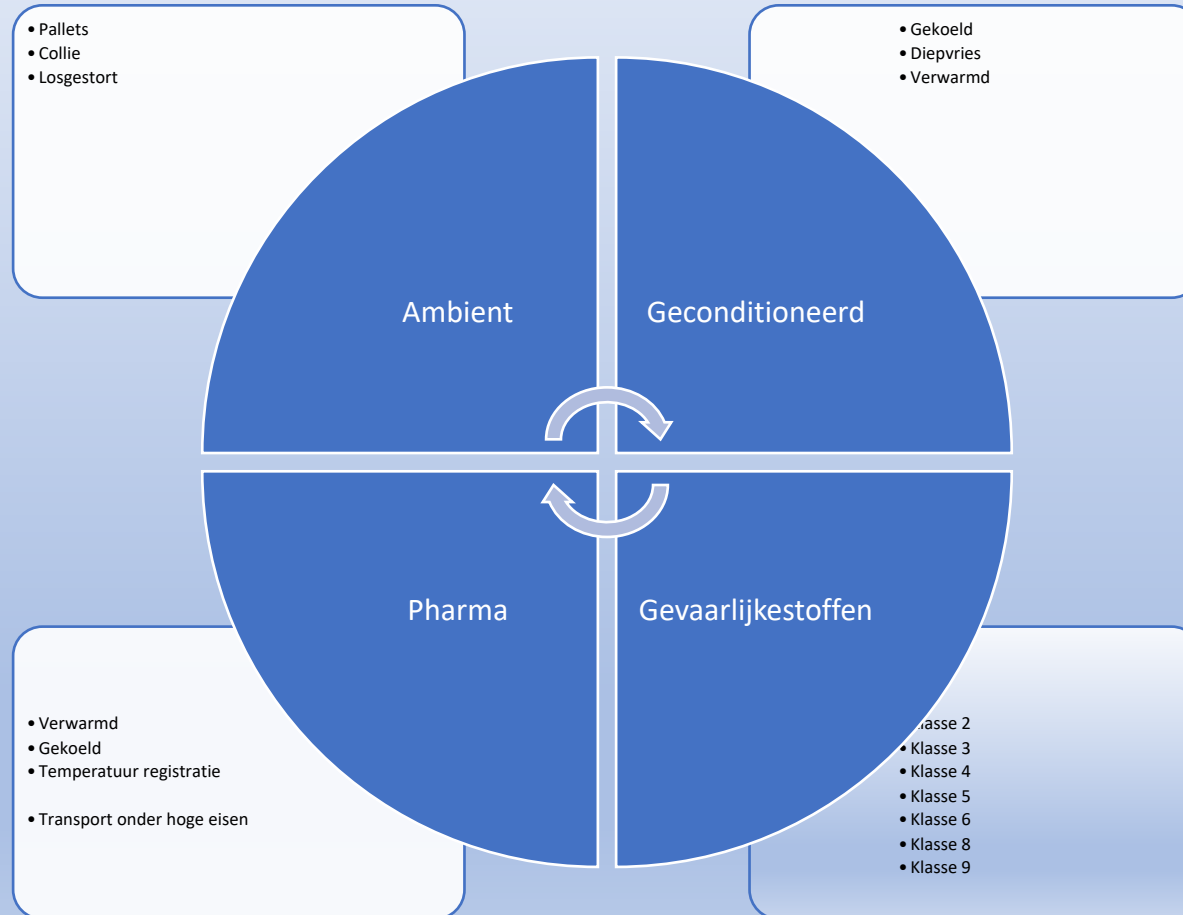 • Pallets
• Collie
• Losgestort
• Gekoeld
• Diepvries
• Verwarmd
Ambient
Geconditioneerd
Pharma
Gevaarlijkestoffen
• Verwarmd
• Gekoeld
• Temperatuur registratie
• Transport onder hoge eisen
Klasse 2
• Klasse 3
• Klasse 4
• Klasse 5
• Klasse 6
• Klasse 8
• Klasse 9